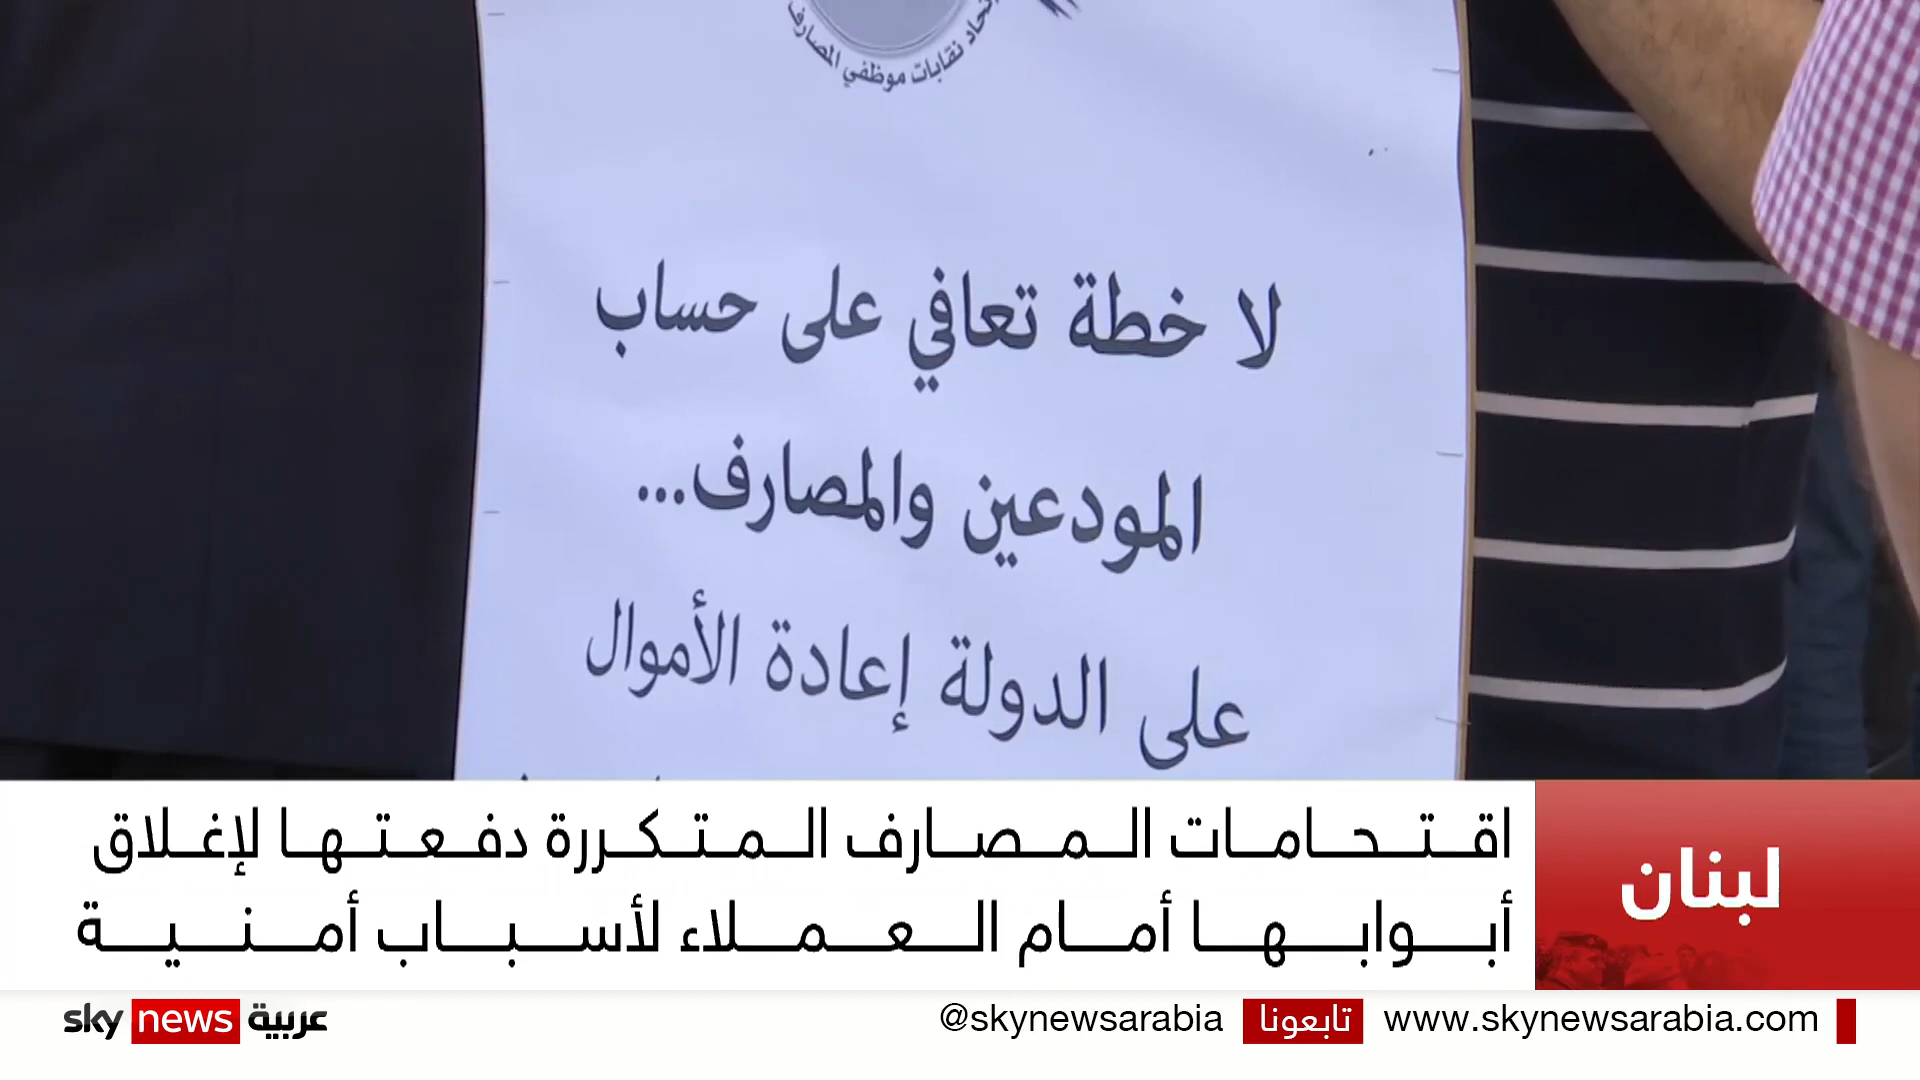 اتحاد نقابات موظفي المصارف
لا خطة تعافي على حساب
المودعين والمصارف...
على الدولة إعادة الأموال
لبنان
اقتحامات المصارف المتكررة دفعتها لإغلاق
أبوابها أمام العملاء لأسباب أمنية
sky news عربية
@skynewsarabia تابعونا www.skynewsarabia.com